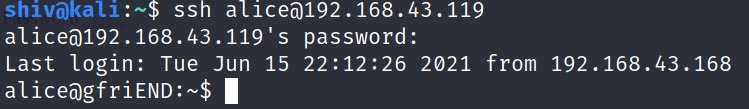 shiv@kali:~$ ssh alice@192.168.43.119
alice@192.168.43.119's password:
Last login: Tue Jun 15 22:12:26 2021 from 192.168.43.168
alice@gfriEND:~$